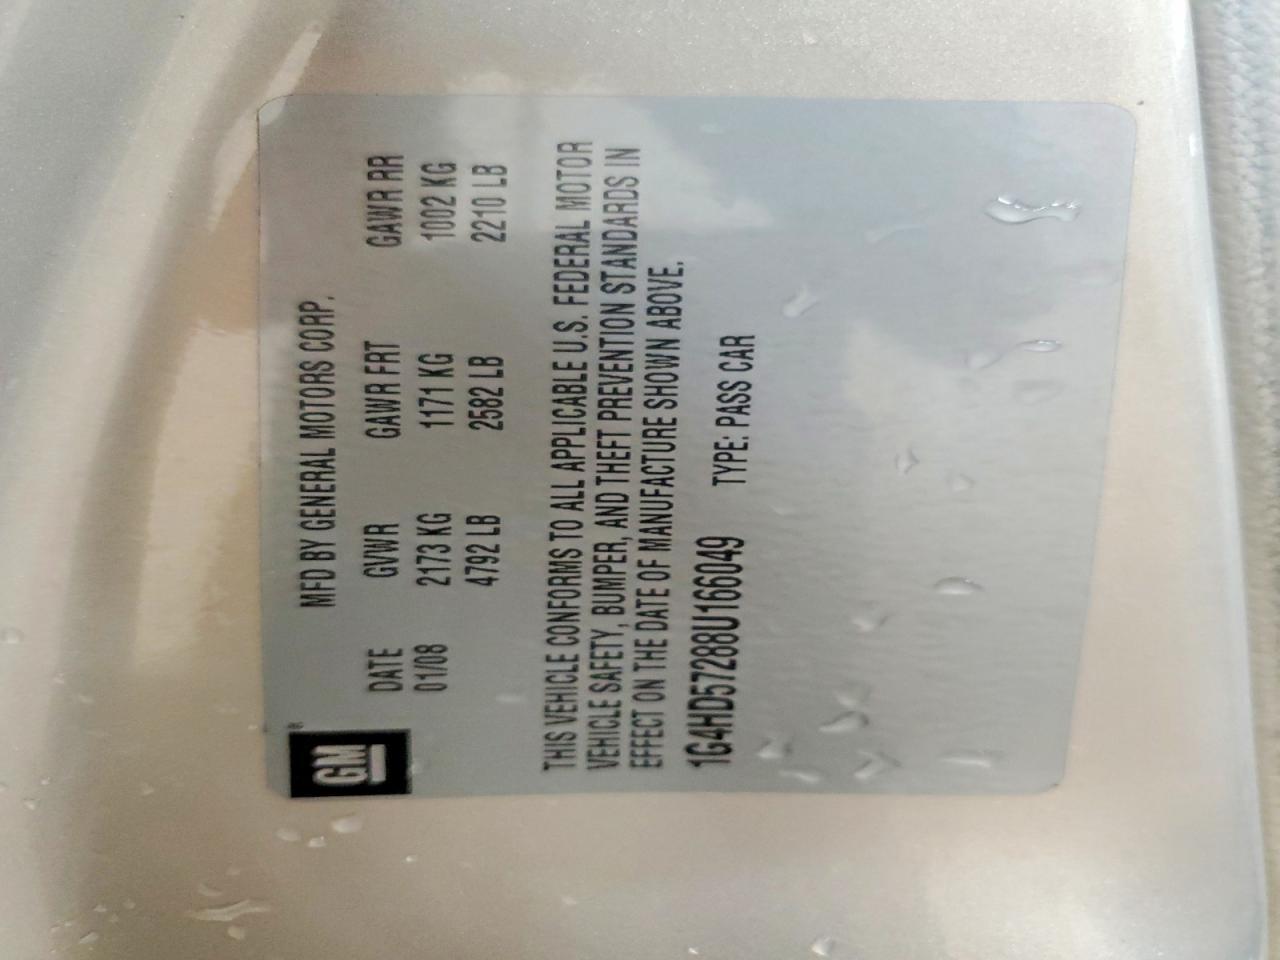 GM®
MFD BY GENERAL MOTORS CORP.
DATE GVWR GAWR FRT GAWR RR
01/08 2173 KG 1171 KG 1002 KG
4792 LB 2582 LB 2210 LB
THIS VEHICLE CONFORMS TO ALL APPLICABLE U.S. FEDERAL MOTOR
VEHICLE SAFETY, BUMPER, AND THEFT PREVENTION STANDARDS IN
EFFECT ON THE DATE OF MANUFACTURE SHOWN ABOVE.
1G4HD57288U166049 TYPE: PASS CAR